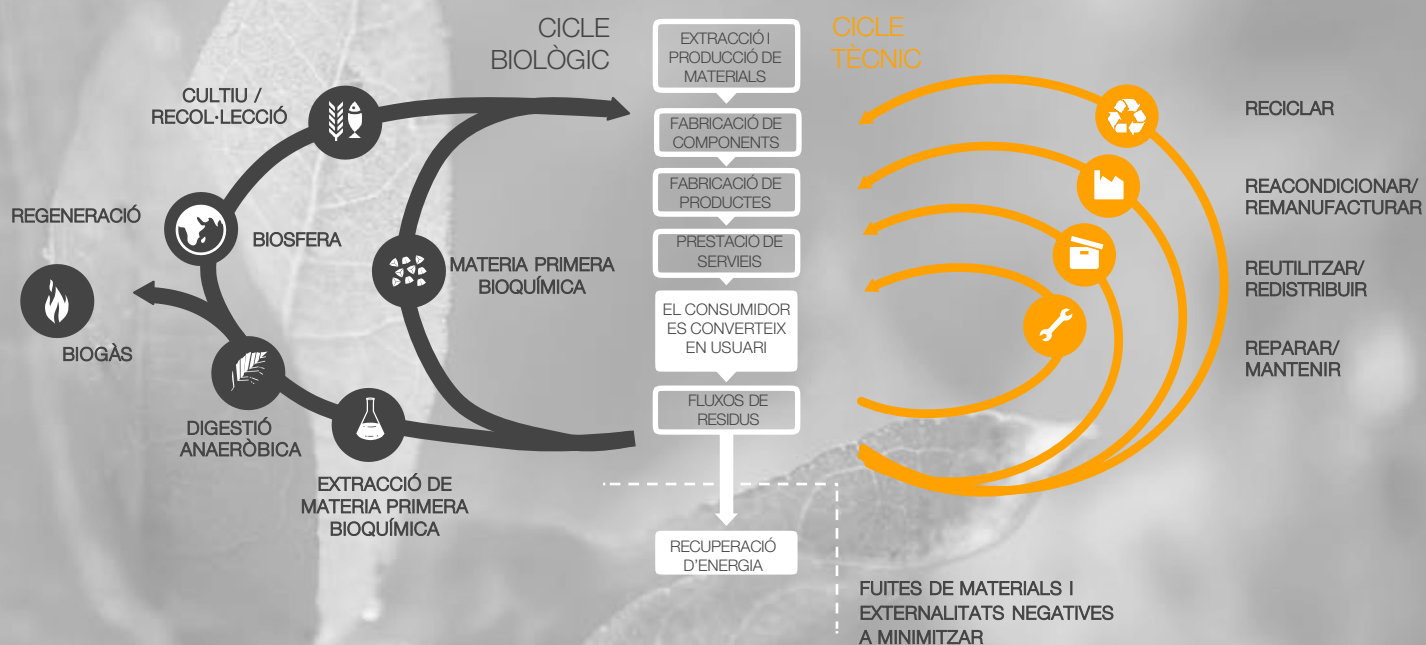 CICLE
BIOLÒGIC
EXTRACCIÓ I
PRODUCCIÓ DE
MATERIALS
CICLE
TÈCNIC
CULTIU /
RECOL·LECCIÓ
FABRICACIÓ DE
COMPONENTS
RECICLAR
REGENERACIÓ
BIOSFERA
FABRICACIÓ DE
PRODUCTES
REACONDICIONAR/
REMANUFACTURAR
MATERIA PRIMERA
BIOQUÍMICA
PRESTACIÓ DE
SERVIEIS
REUTILITZAR/
REDISTRIBUIR
BIOGÀS
EL CONSUMIDOR
ES CONVERTEIX
EN USUARI
REPARAR/
MANTENIR
DIGESTIÓ
ANAERÒBICA
FLUXOS DE
RESIDUS
EXTRACCIÓ DE
MATERIA PRIMERA
BIOQUÍMICA
RECUPERACIÓ
D'ENERGIA
FUITES DE MATERIALS I
EXTERNALITATS NEGATIVES
A MINIMITZAR